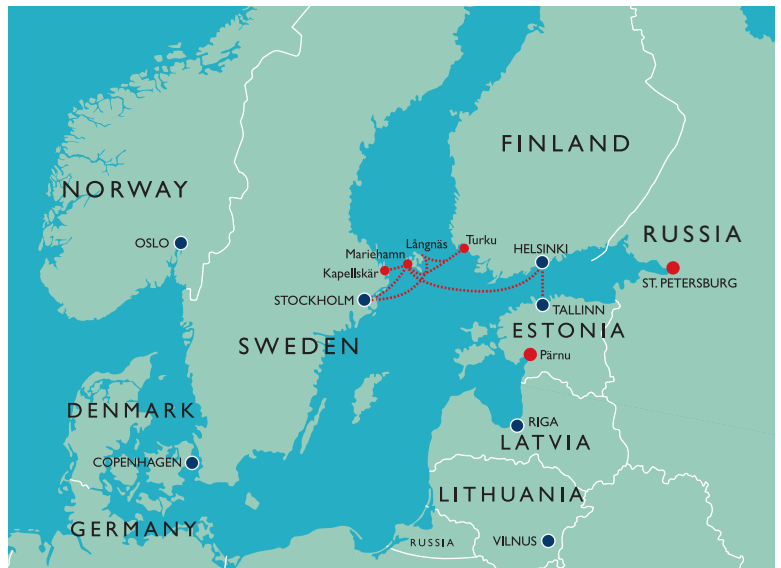 FINLAND
NORWAY
RUSSIA
OSLO
Långnäs
Turku
Mariehamn
HELSINKI
Kapellskär
ST. PETERSBURG
STOCKHOLM
TALLINN
ESTONIA
SWEDEN
Pärnu
DENMARK
RIGA
LATVIA
COPENHAGEN
LITHUANIA
GERMANY
RUSSIA
VILNUS